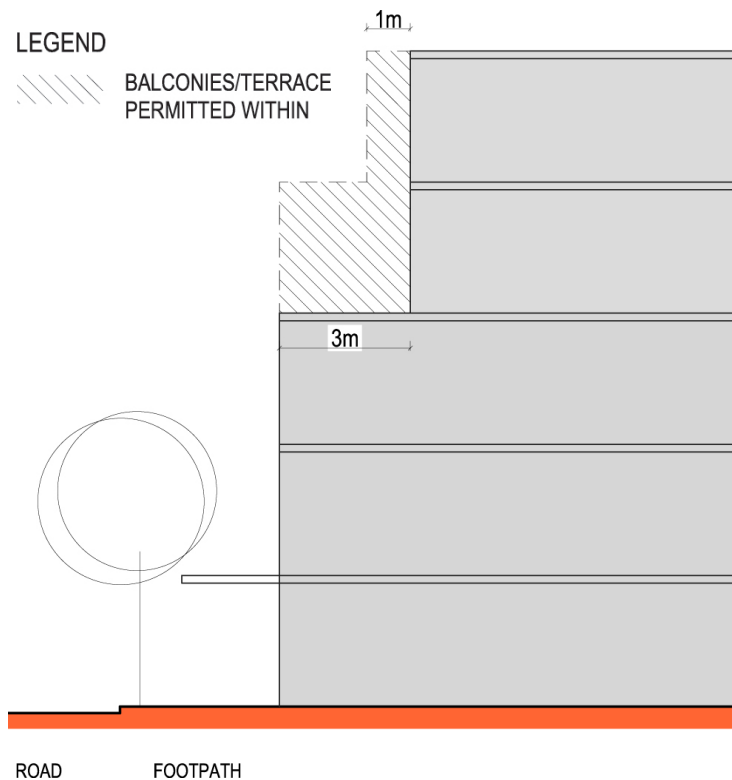 1m
LEGEND
BALCONIES/TERRACE
PERMITTED WITHIN
3m
ROAD FOOTPATH